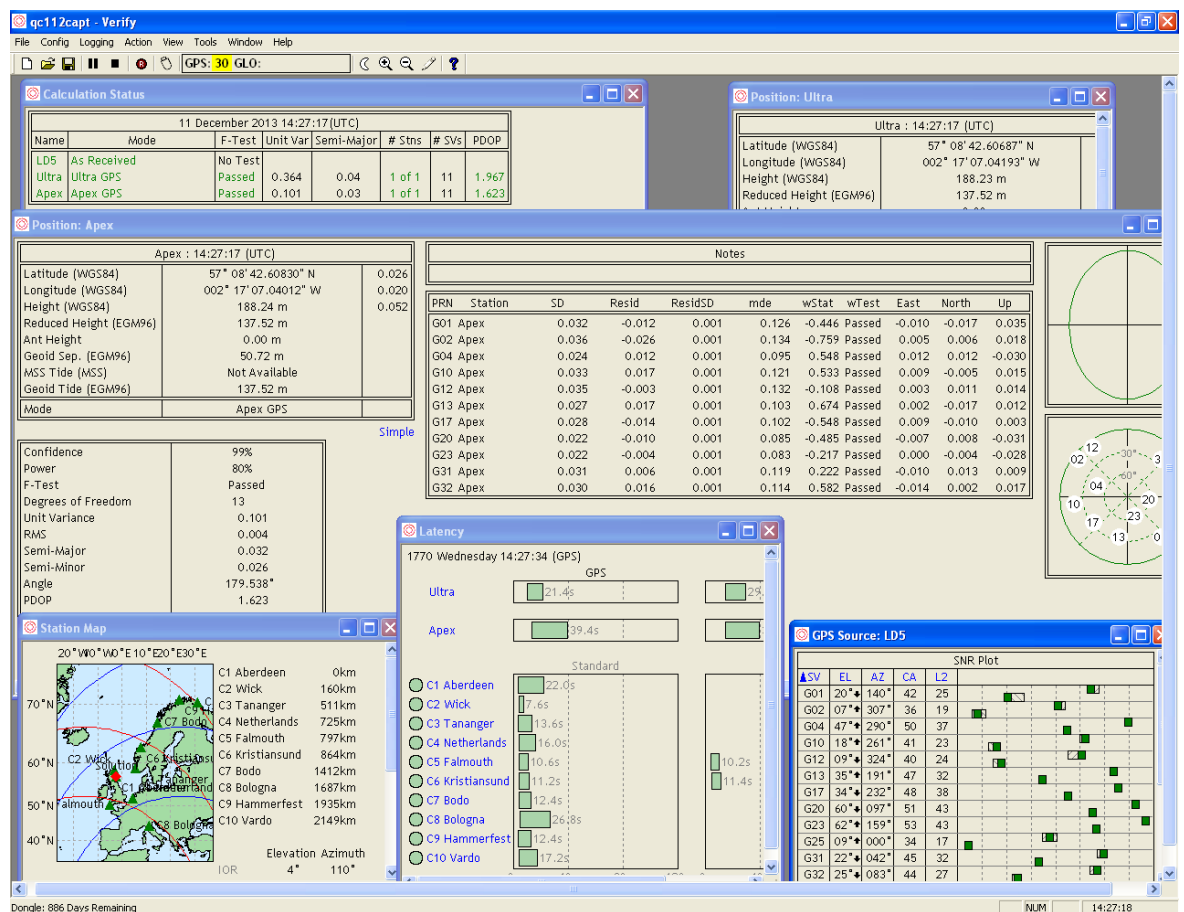 qc112capt - Verify
File Config Logging Action View Tools Window Help
GPS: 30 GLO:
Calculation Status
11 December 2013 14:27:17(UTC)
Name Mode F-Test Unit Var Semi-Major # Stns # SVs PDOP
LD5 As Received No Test
Ultra Ultra GPS Passed 0.364 0.04 1 of 1 11 1.967
Apex Apex GPS Passed 0.101 0.03 1 of 1 11 1.623
Position: Ultra
Ultra : 14:27:17 (UTC)
Latitude (WGS84) 57° 08' 42.60687" N
Longitude (WGS84) 002° 17' 07.04193" W
Height (WGS84) 188.23 m
Reduced Height (EGM96) 137.52 m
Position: Apex
Apex : 14:27:17 (UTC)
Latitude (WGS84) 57° 08' 42.60830" N 0.026
Longitude (WGS84) 002° 17' 07.04012" W 0.020
Height (WGS84) 188.24 m 0.052
Reduced Height (EGM96) 137.52 m
Ant Height 0.00 m
Geoid Sep. (EGM96) 50.72 m
MSS Tide (MSS) Not Available
Geoid Tide (EGM96) 137.52 m
Mode Apex GPS
Simple
Confidence 99%
Power 80%
F-Test Passed
Degrees of Freedom 13
Unit Variance 0.101
RMS 0.004
Semi-Major 0.032
Semi-Minor 0.026
Angle 179.538°
PDOP 1.623
Notes
PRN Station SD Resid ResidSD mde wStat wTest East North Up
G01 Apex 0.032 -0.012 0.001 0.126 -0.446 Passed -0.010 -0.017 0.035
G02 Apex 0.036 -0.026 0.001 0.134 -0.759 Passed 0.005 0.006 0.018
G04 Apex 0.024 0.012 0.001 0.095 0.548 Passed 0.012 0.012 -0.030
G10 Apex 0.033 0.017 0.001 0.121 0.533 Passed 0.009 -0.005 0.015
G12 Apex 0.035 -0.003 0.001 0.132 -0.108 Passed 0.003 0.011 0.014
G13 Apex 0.027 0.017 0.001 0.103 0.674 Passed 0.002 -0.017 0.012
G17 Apex 0.028 -0.014 0.001 0.102 -0.548 Passed 0.009 -0.010 0.003
G20 Apex 0.022 -0.010 0.001 0.085 -0.485 Passed -0.007 0.008 -0.031
G23 Apex 0.022 -0.004 0.001 0.083 -0.217 Passed 0.000 -0.004 -0.028
G31 Apex 0.031 0.006 0.001 0.119 0.222 Passed -0.010 0.013 0.009
G32 Apex 0.030 0.016 0.001 0.114 0.582 Passed -0.014 0.002 0.017
12
02 30°
04 60°
10 20
17 23
13
Station Map
10°E 20°E 30°E
70°N
60°N
50°N
40°N
C7 Bodo
C2 Wick
Solution
Tananger
Falmouth
C8 Bologna
C1 Aberdeen 0km
C2 Wick 160km
C3 Tananger 511km
C4 Netherlands 725km
C5 Falmouth 797km
C6 Kristiansund 864km
C7 Bodo 1412km
C8 Bologna 1687km
C9 Hammerfest 1935km
C10 Vardo 2149km
Elevation Azimuth
IOR 4° 110°
Latency
1770 Wednesday 14:27:34 (GPS)
GPS
Ultra 21.4s
Apex 39.4s
Standard
C1 Aberdeen 22.0s
C2 Wick 7.6s
C3 Tananger 13.6s
C4 Netherlands 16.0s
C5 Falmouth 10.6s 10.2s
C6 Kristiansund 11.2s 11.4s
C7 Bodo 12.4s
C8 Bologna 26.8s
C9 Hammerfest 12.4s
C10 Vardo 17.2s
GPS Source: LD5
SNR Plot
SV EL AZ CA L2
G01 20° 140° 42 25
G02 07° 307° 36 19
G04 47° 290° 50 37
G10 18° 261° 41 23
G12 09° 324° 40 24
G13 35° 191° 47 32
G17 34° 232° 48 38
G20 60° 097° 51 43
G23 62° 159° 53 43
G25 09° 000° 34 17
G31 22° 042° 45 32
G32 25° 083° 44 27
Dongle: 886 Days Remaining
NUM 14:27:18